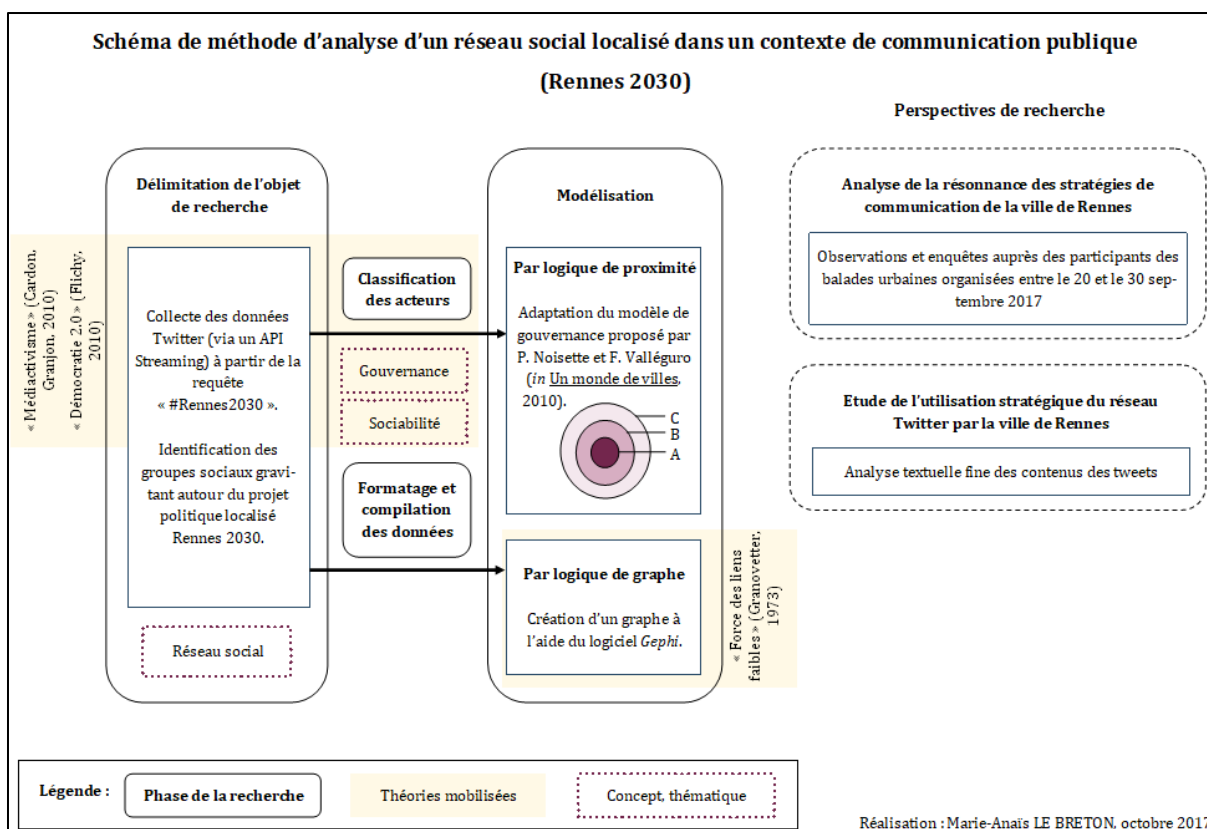 Schéma de méthode d'analyse d'un réseau social localisé dans un contexte de communication publique
(Rennes 2030)
« Médiactivisme » (Cardon,
Granjon, 2010)
« Démocratie 2.0 » (Flichy,
2010)
Délimitation de l'objet
de recherche
Collecte des données
Twitter (via un API
Streaming) à partir de la
requête
« #Rennes2030 ».
Identification des
groupes sociaux gravi-
tant autour du projet
politique localisé
Rennes 2030.
Réseau social
Classification
des acteurs
Gouvernance
Sociabilité
Formatage et
compilation
des données
Modélisation
Par logique de proximité
Adaptation du modèle de
gouvernance proposé par
P. Noisette et F. Valléguro
(in Un monde de villes,
2010).
C
B
A
Par logique de graphe
Création d'un graphe à
l'aide du logiciel Gephi.
« Force des liens
faibles » (Granovetter,
1973)
Perspectives de recherche
Analyse de la résonnance des stratégies de
communication de la ville de Rennes
Observations et enquêtes auprès des participants des
balades urbaines organisées entre le 20 et le 30 sep-
tembre 2017
Etude de l'utilisation stratégique du réseau
Twitter par la ville de Rennes
Analyse textuelle fine des contenus des tweets
Légende :
Phase de la recherche
Théories mobilisées
Concept, thématique
Réalisation : Marie-Anaïs LE BRETON, octobre 2017